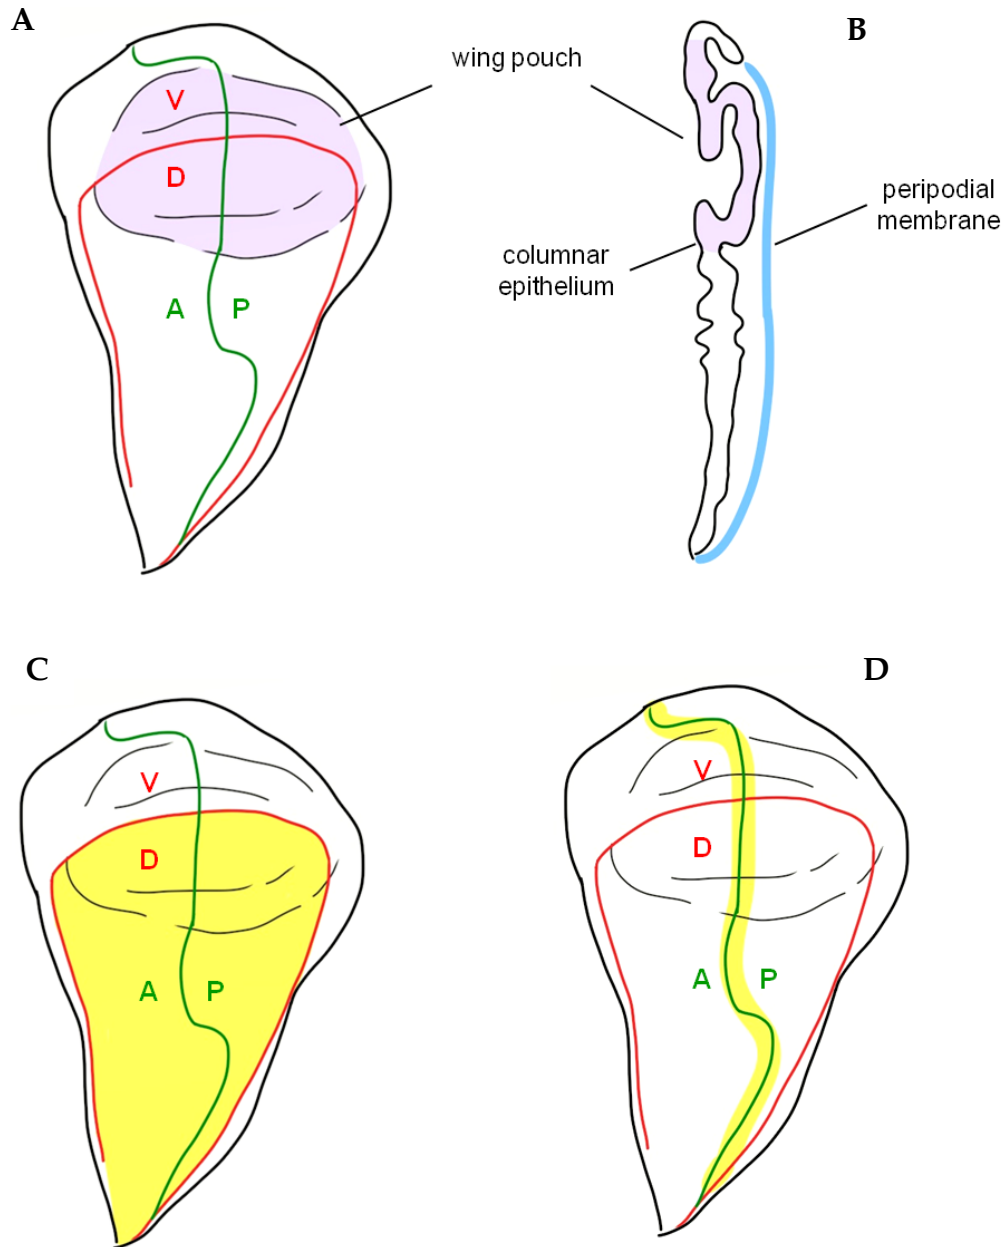 A
B
wing pouch
V
D
peripodial
membrane
columnar
epithelium
A P
C
D
V
D
A P
V
D
A P